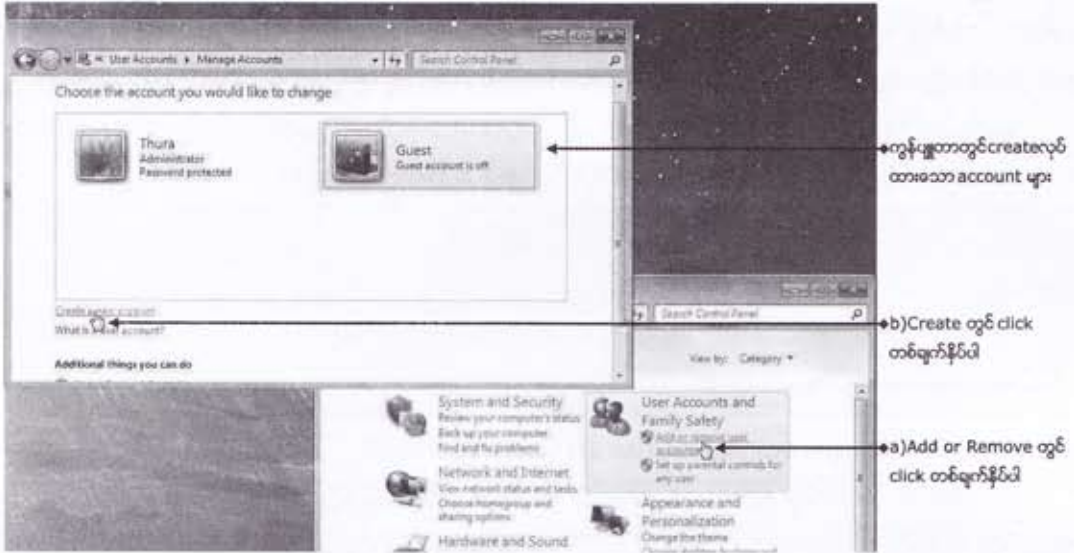 User Accounts ▸ Manage Accounts
Search Control Panel
Choose the account you would like to change
Thura
Administrator
Password protected
Guest
Guest account is off
ကွန်ပျူတာတွင်createလုပ်
ထားသော account များ
Create a new account
What is a user account?
Additional things you can do
b)Create တွင် click
တစ်ချက်နှိပ်ပါ
Search Control Panel
View by: Category
System and Security
Review your computer's status
Back up your computer
Find and fix problems
Network and Internet
View network status and tasks
Choose homegroup and
sharing options
Hardware and Sound
User Accounts and
Family Safety
Add or remove user
accounts
Set up parental controls for
any user
Appearance and
Personalization
Change the theme
Change desktop background
a)Add or Remove တွင်
click တစ်ချက်နှိပ်ပါ